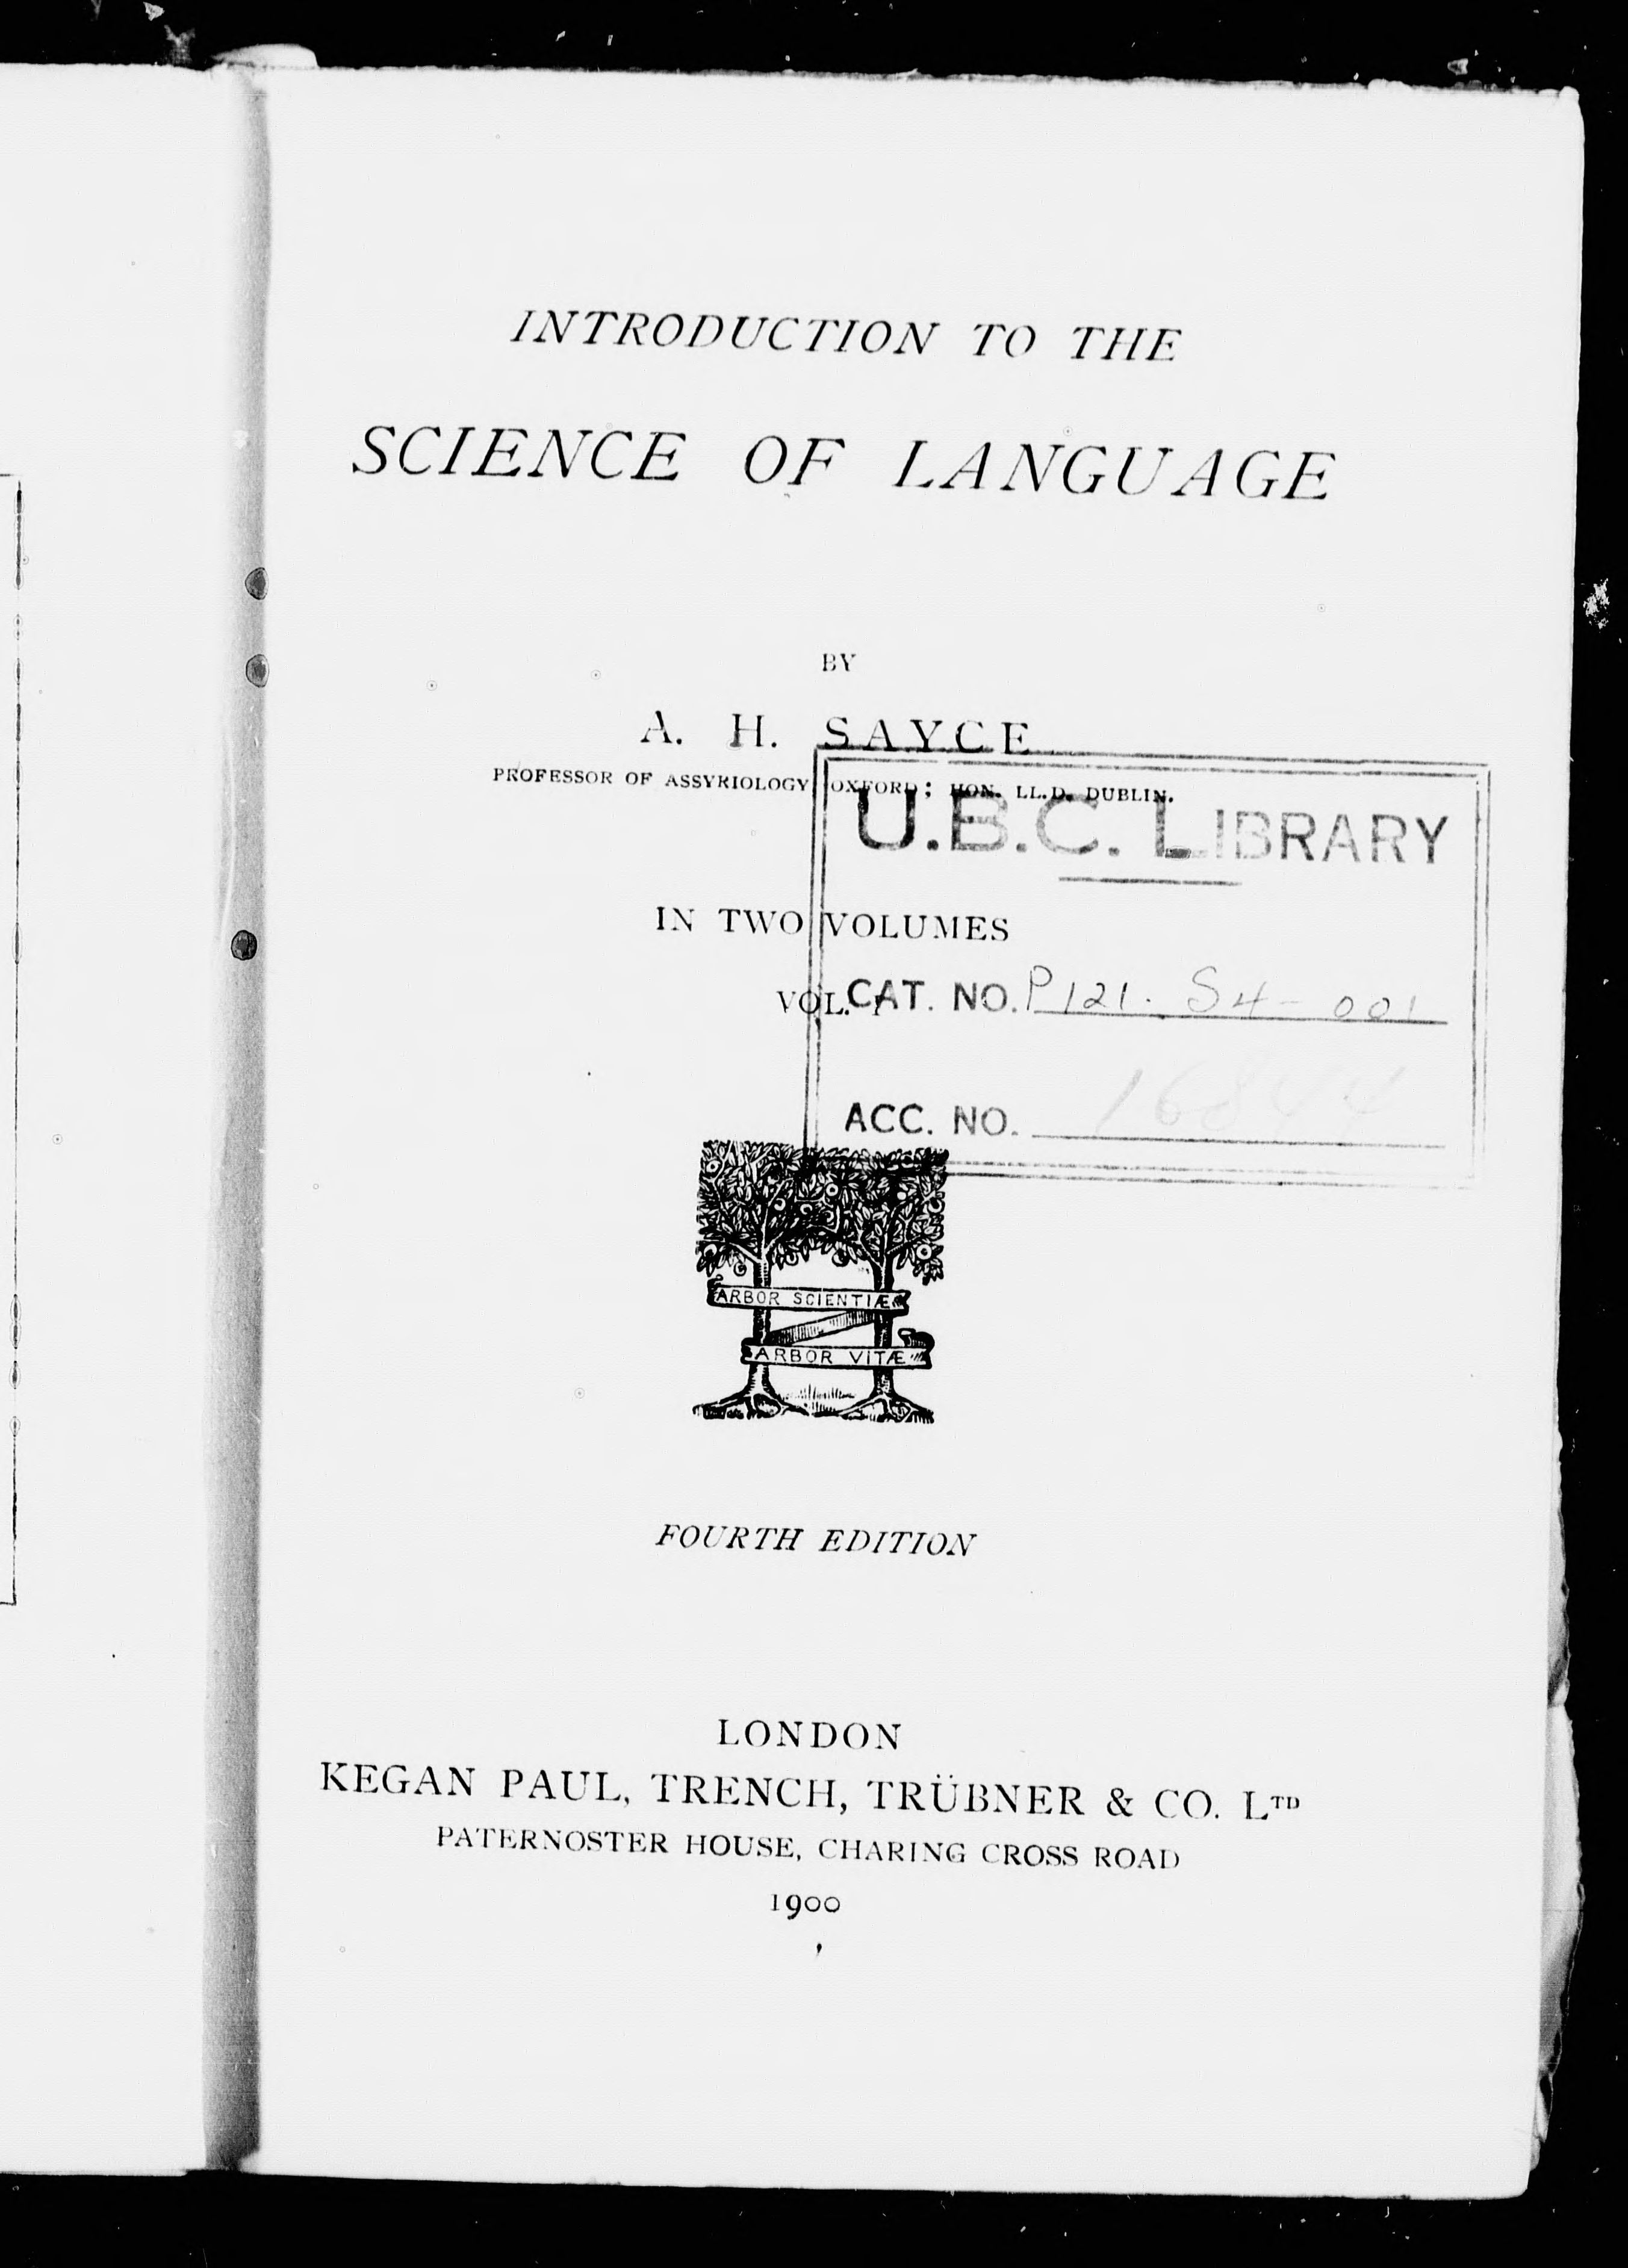 INTRODUCTION TO THE
SCIENCE OF LANGUAGE
BY
A. H. SAYCE
PROFESSOR OF ASSYRIOLOGY OXFORD; HON. LL.D. DUBLIN.
U.B.C. LIBRARY
IN TWO VOLUMES
VOL.
CAT. NO. P121. S4- 001
ACC. NO. 16844
ARBOR SCIENTIÆ
ARBOR VITÆ
FOURTH EDITION
LONDON
KEGAN PAUL, TRENCH, TRÜBNER & CO. LTD
PATERNOSTER HOUSE, CHARING CROSS ROAD
1900